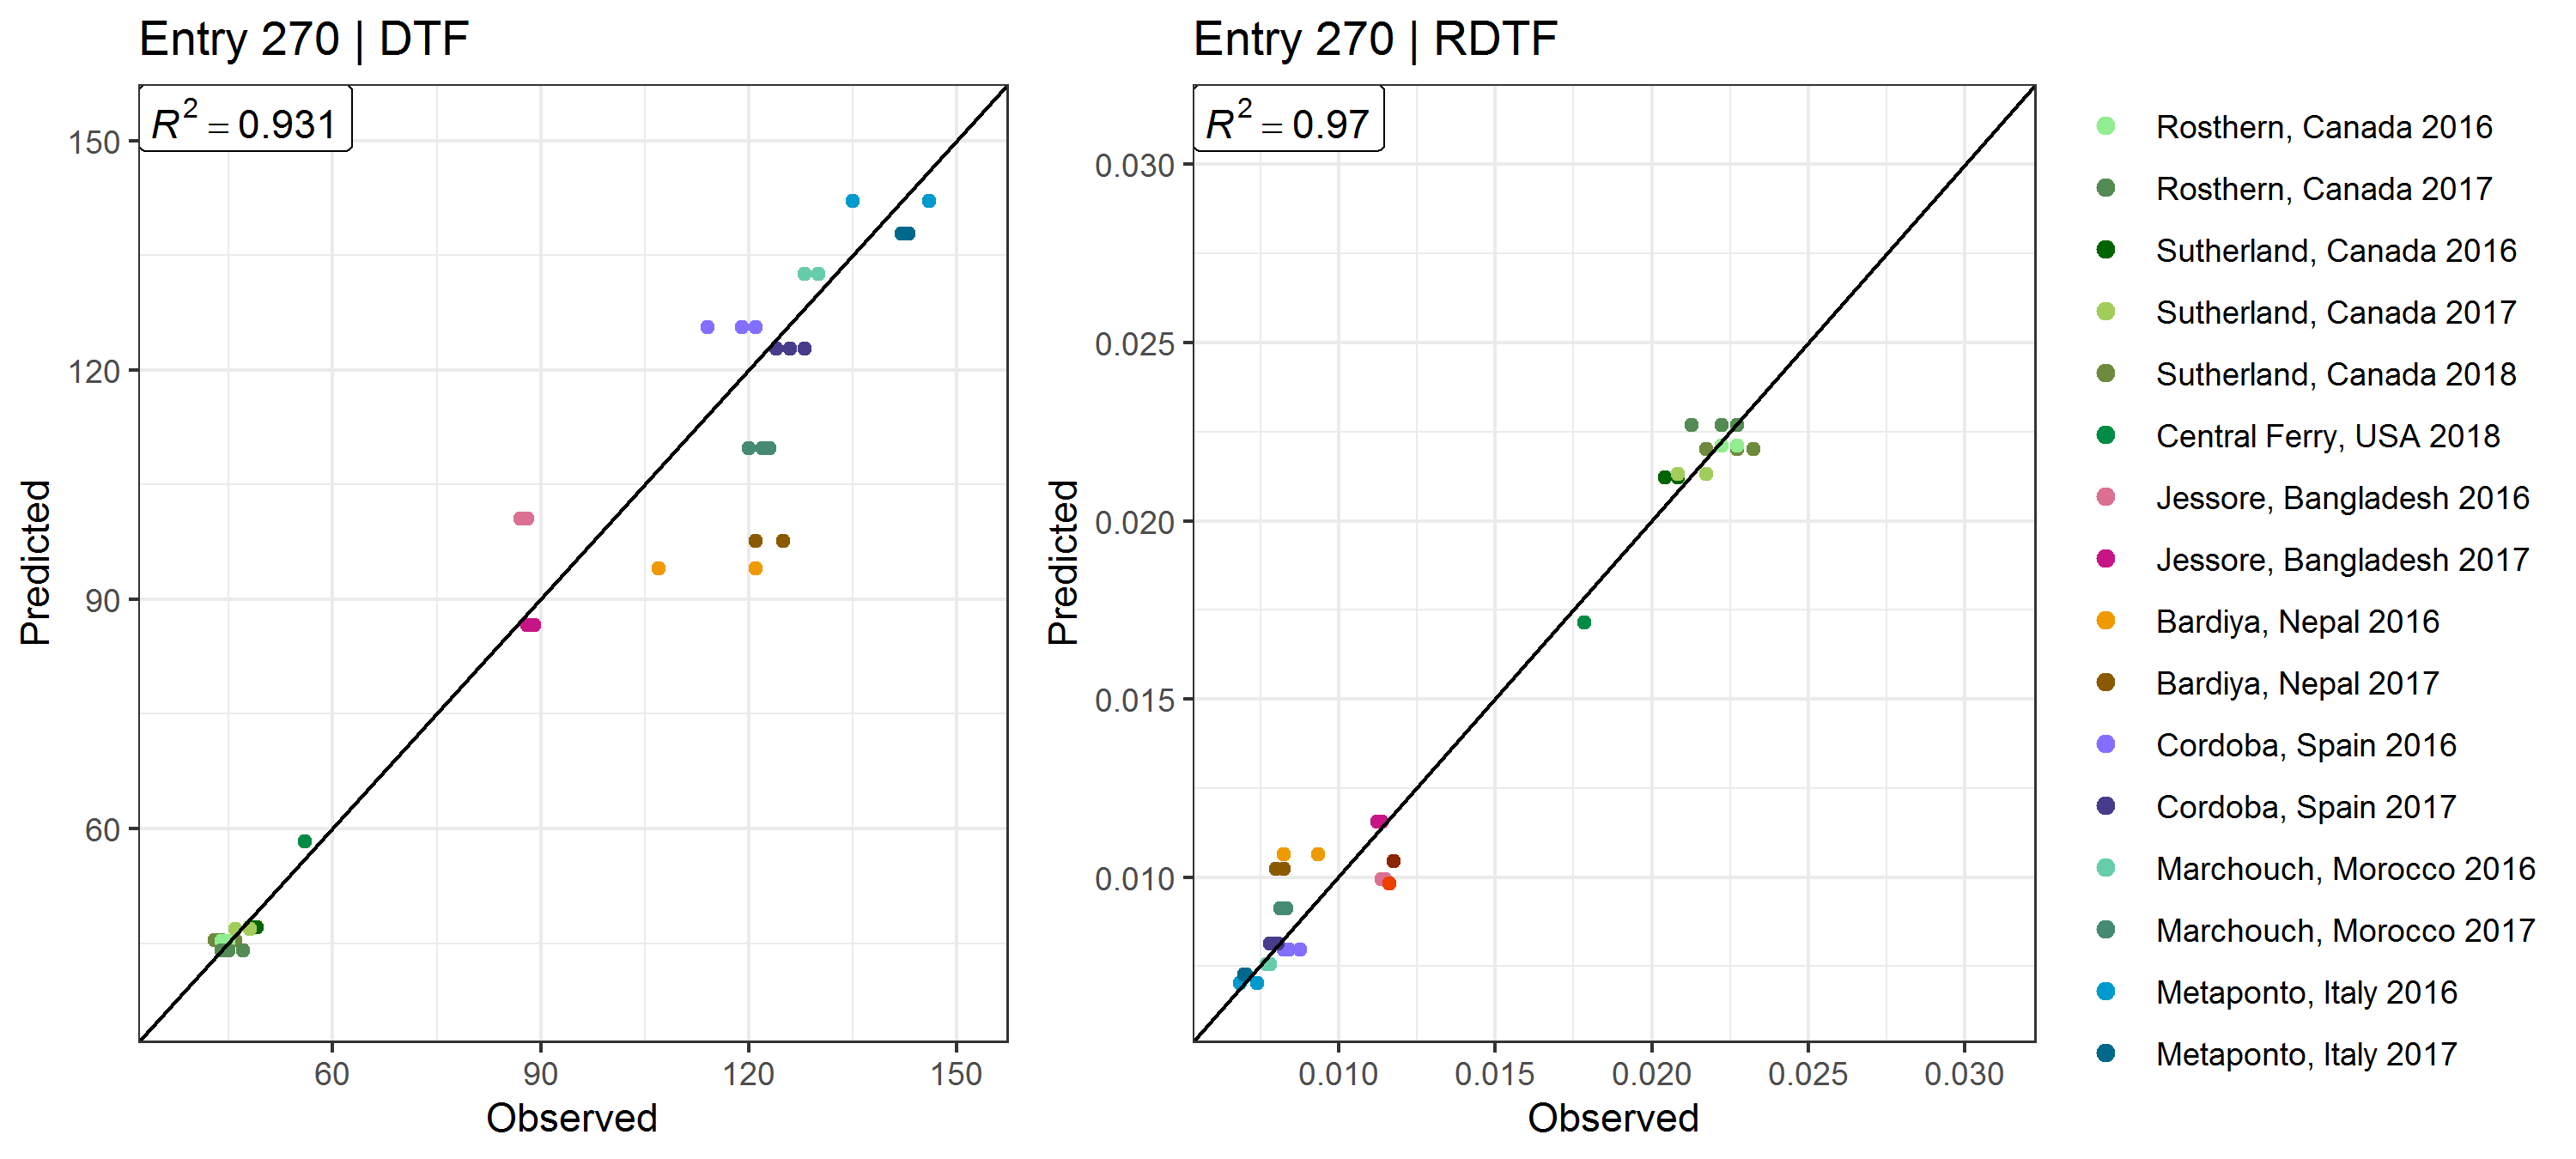 Entry 270 | DTF
R² = 0.931
150
120
90
60
Predicted
60 90 120 150
Observed
Entry 270 | RDTF
R² = 0.97
0.030
0.025
0.020
0.015
0.010
Predicted
0.010 0.015 0.020 0.025 0.030
Observed
Rosthern, Canada 2016
Rosthern, Canada 2017
Sutherland, Canada 2016
Sutherland, Canada 2017
Sutherland, Canada 2018
Central Ferry, USA 2018
Jessore, Bangladesh 2016
Jessore, Bangladesh 2017
Bardiya, Nepal 2016
Bardiya, Nepal 2017
Cordoba, Spain 2016
Cordoba, Spain 2017
Marchouch, Morocco 2016
Marchouch, Morocco 2017
Metaponto, Italy 2016
Metaponto, Italy 2017